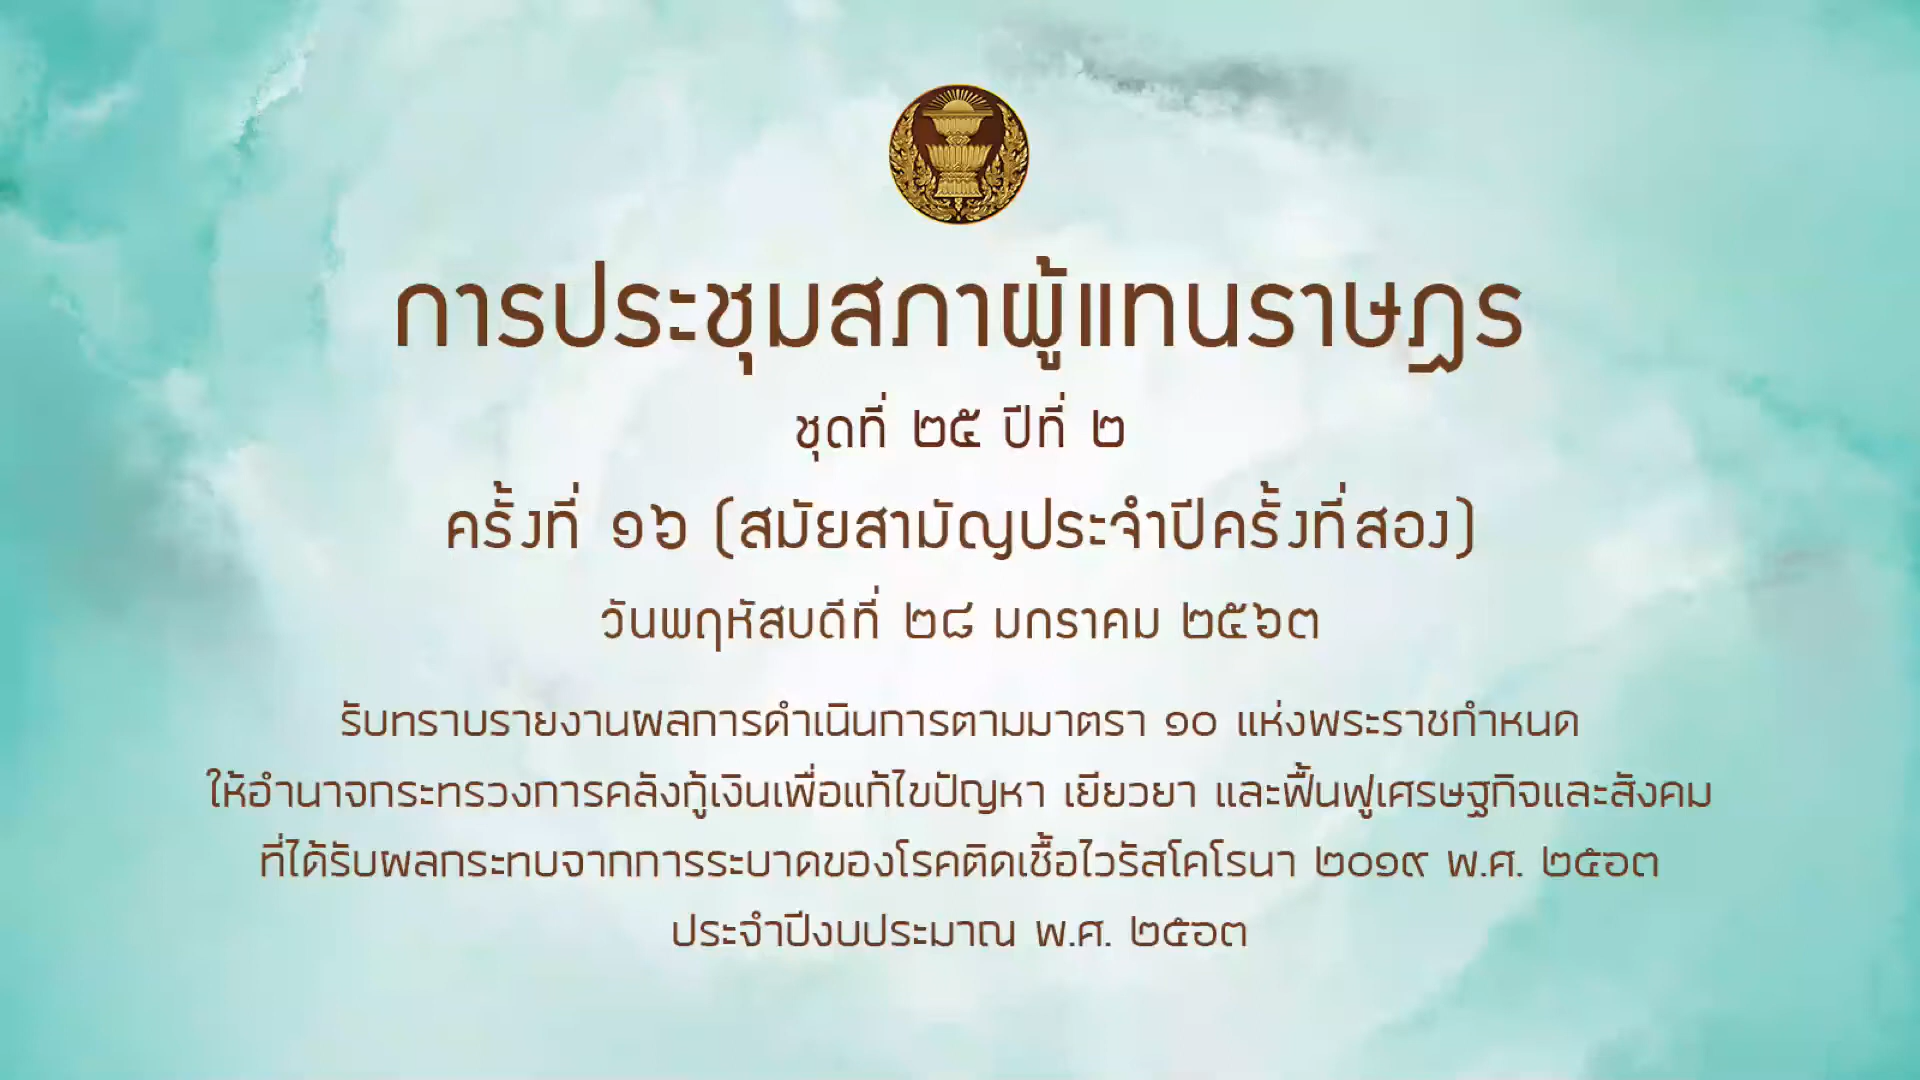 การประชุมสภาผู้แทนราษฎร
ชุดที่ ๒๕ ปีที่ ๒
ครั้งที่ ๑๖ (สมัยสามัญประจำปีครั้งที่สอง)
วันพฤหัสบดีที่ ๒๘ มกราคม ๒๕๖๓
รับทราบรายงานผลการดำเนินการตามมาตรา ๑๐ แห่งพระราชกำหนด
ให้อำนาจกระทรวงการคลังกู้เงินเพื่อแก้ไขปัญหา เยียวยา และฟื้นฟูเศรษฐกิจและสังคม
ที่ได้รับผลกระทบจากการระบาดของโรคติดเชื้อไวรัสโคโรนา ๒๐๑๙ พ.ศ. ๒๕๖๓
ประจำปีงบประมาณ พ.ศ. ๒๕๖๓